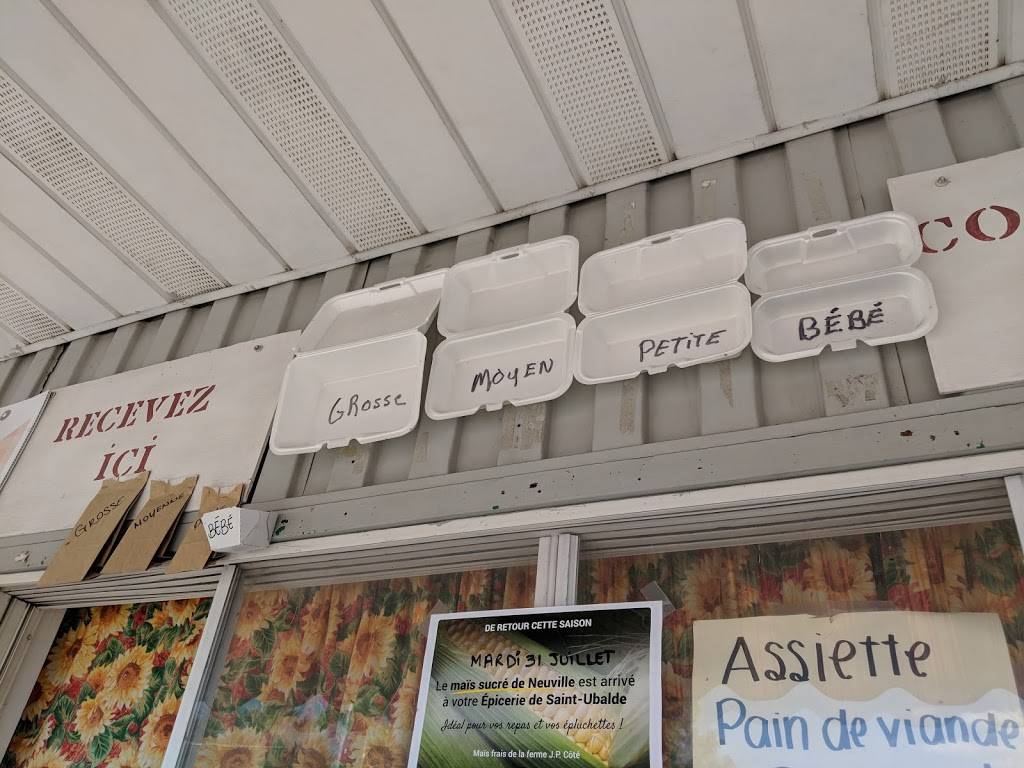 CO
RECEVEZ
iCi
GRosse
MOYEN
PETiTE
BÉBÉ
GROSSE
MOYENNE
BÉBÉ
DE RETOUR CETTE SAISON
MARDi 31 JUiLLET
Le maïs sucré de Neuville est arrivé
à votre Épicerie de Saint-Ubalde
Idéal pour vos repas et vos épluchettes !
Maïs frais de la ferme J.P. Côté
Assiette
Pain de viande